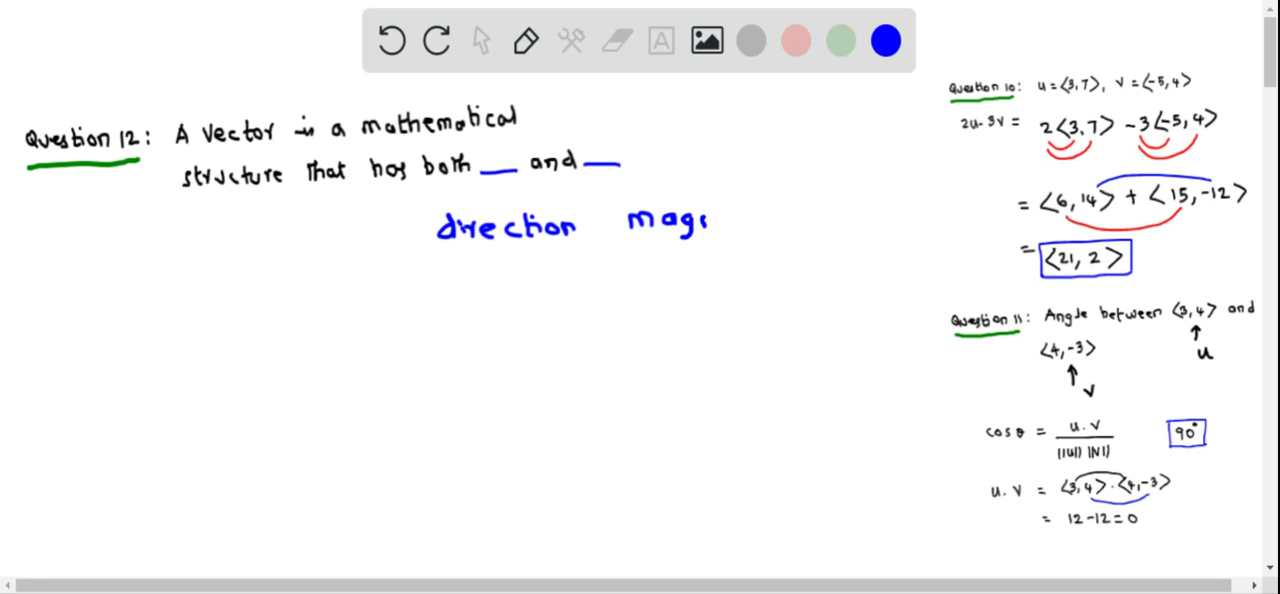 Question 12: A vector is a mathematical
structure that has both __ and __
direction magn
Question 10: u = <3,7>, v = <-5,4>
2u-3v = 2<3,7> -3<-5,4>
= <6,14> + <15,-12>
= <21, 2>
Question 11: Angle between <3,4> and
<4,-3>
u
v
cos θ = u.v / ||u|| ||v||
90°
u.v = <3,4>.<4,-3>
= 12-12=0